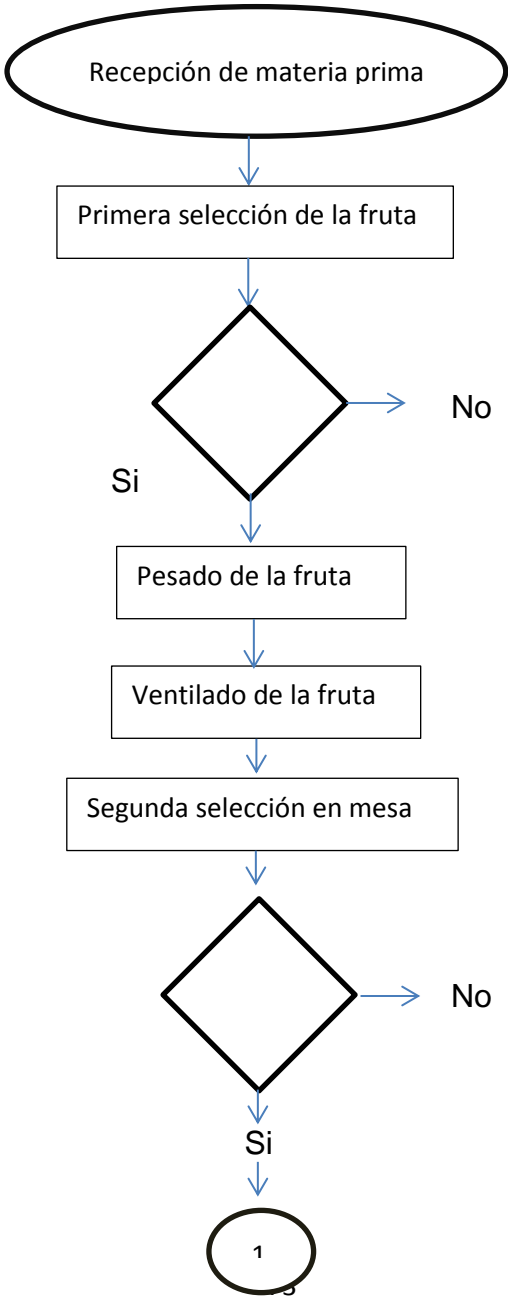 Recepción de materia prima
Primera selección de la fruta
No
Si
Pesado de la fruta
Ventilado de la fruta
Segunda selección en mesa
No
Si
1